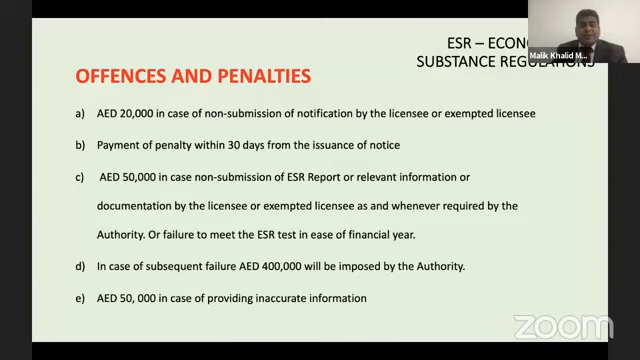 ESR – ECONO
Malik Khalid M...
SUBSTANCE REGULATIONS
OFFENCES AND PENALTIES
a) AED 20,000 in case of non-submission of notification by the licensee or exempted licensee
b) Payment of penalty within 30 days from the issuance of notice
c) AED 50,000 in case non-submission of ESR Report or relevant information or
documentation by the licensee or exempted licensee as and whenever required by the
Authority. Or failure to meet the ESR test in ease of financial year.
d) In case of subsequent failure AED 400,000 will be imposed by the Authority.
e) AED 50, 000 in case of providing inaccurate information
zoom